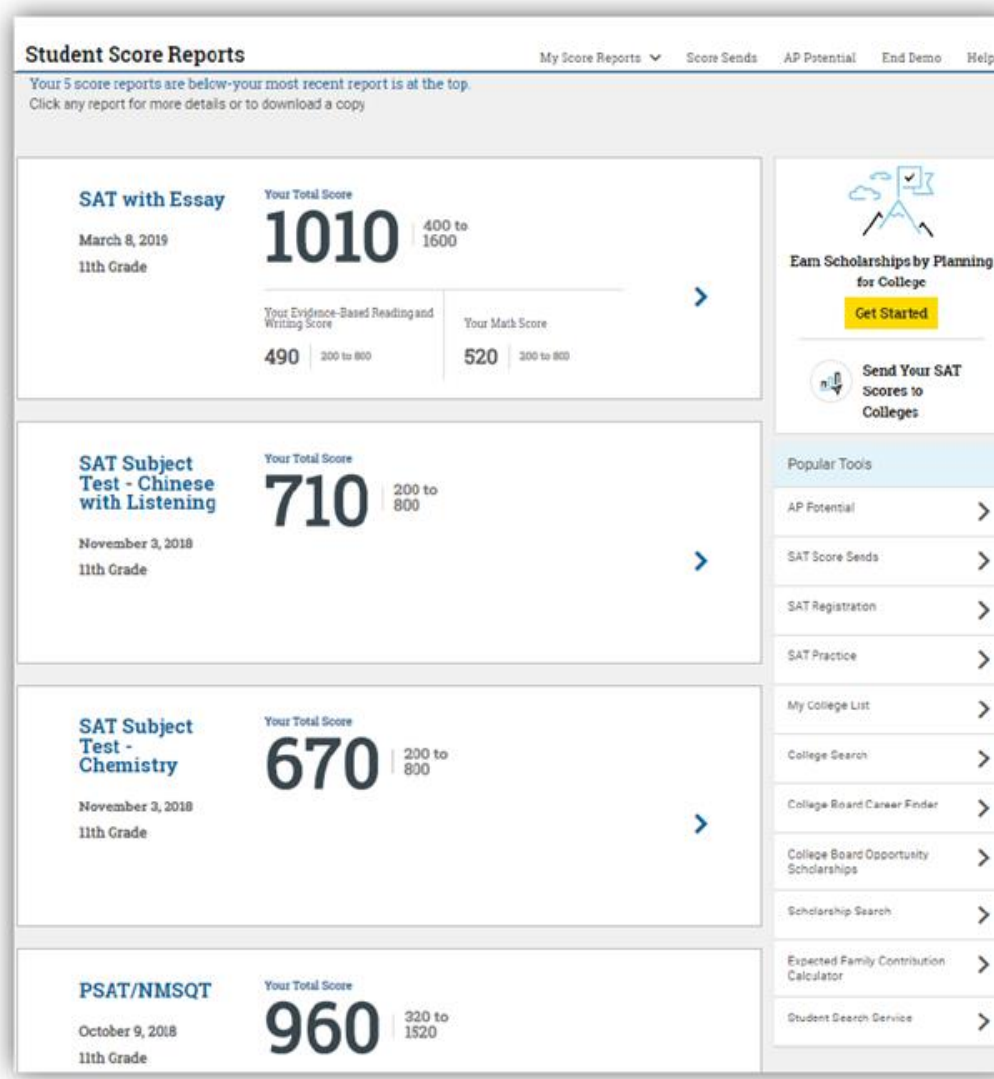 Student Score Reports
My Score Reports
Score Sends
AP Potential
End Demo
Help
Your 5 score reports are below-your most recent report is at the top.
Click any report for more details or to download a copy
SAT with Essay
March 8, 2019
11th Grade
Your Total Score
1010
400 to
1600
Your Evidence-Based Reading and
Writing Score
490
200 to 800
Your Math Score
520
200 to 800
SAT Subject
Test - Chinese
with Listening
November 3, 2018
11th Grade
Your Total Score
710
200 to
800
SAT Subject
Test -
Chemistry
November 3, 2018
11th Grade
Your Total Score
670
200 to
800
PSAT/NMSQT
October 9, 2018
11th Grade
Your Total Score
960
320 to
1520
Earn Scholarships by Planning
for College
Get Started
Send Your SAT
Scores to
Colleges
Popular Tools
AP Potential
SAT Score Sends
SAT Registration
SAT Practice
My College List
College Search
College Board Career Finder
College Board Opportunity
Scholarships
Scholarship Search
Expected Family Contribution
Calculator
Student Search Service